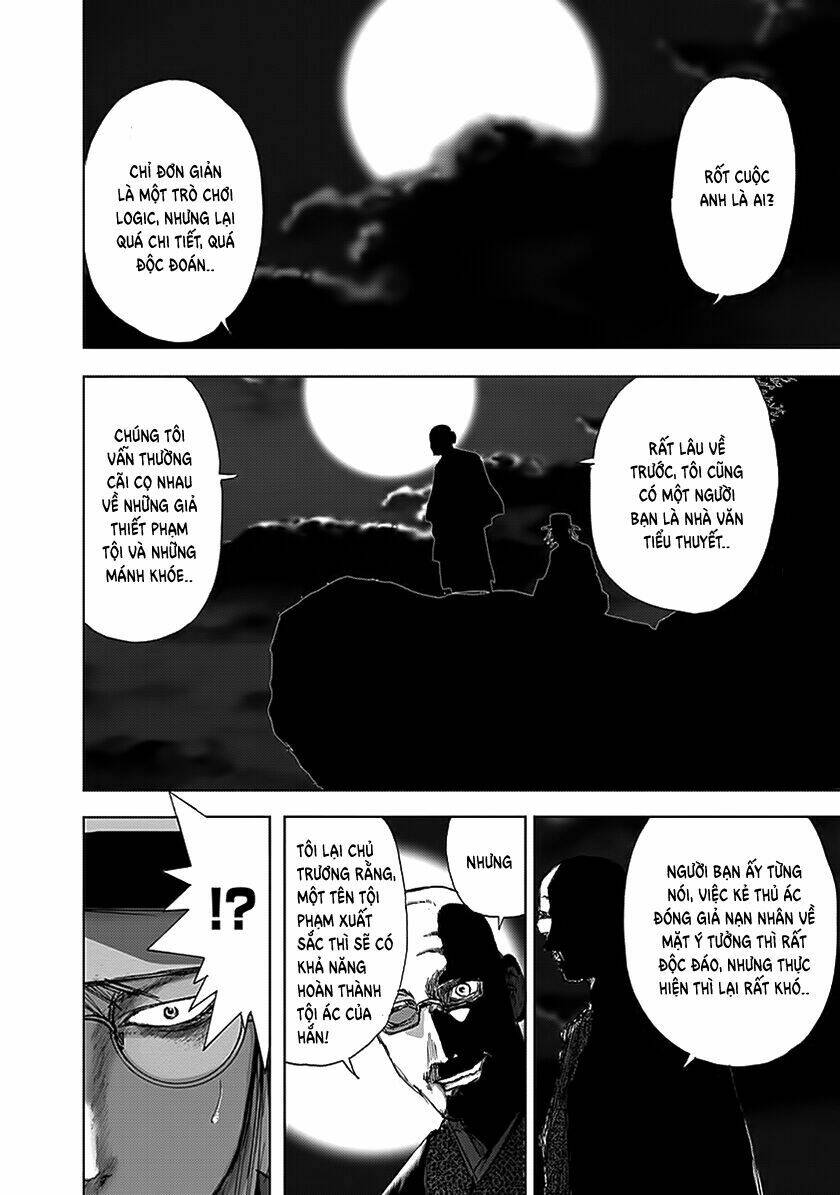 RỐT CUỘC
ANH LÀ AI?
CHỈ ĐƠN GIẢN
LÀ MỘT TRÒ CHƠI
LOGIC, NHƯNG LẠI
QUÁ CHI TIẾT, QUÁ
ĐỘC ĐOÁN..
RẤT LÂU VỀ
TRƯỚC, TÔI CŨNG
CÓ MỘT NGƯỜI
BẠN LÀ NHÀ VĂN
TIỂU THUYẾT..
CHÚNG TÔI
VẪN THƯỜNG
CÃI CỌ NHAU
VỀ NHỮNG GIẢ
THIẾT PHẠM
TỘI VÀ NHỮNG
MÁNH KHÓE..
NGƯỜI BẠN ẤY TỪNG
NÓI, VIỆC KẺ THỦ ÁC
ĐÓNG GIẢ NẠN NHÂN VỀ
MẶT Ý TƯỞNG THÌ RẤT
ĐỘC ĐÁO, NHƯNG THỰC
HIỆN THÌ LẠI RẤT KHÓ..
NHƯNG
TÔI LẠI CHỦ
TRƯƠNG RẰNG,
MỘT TÊN TỘI
PHẠM XUẤT
SẮC THÌ SẼ CÓ
KHẢ NĂNG
HOÀN THÀNH
TỘI ÁC CỦA
HẮN!
!?